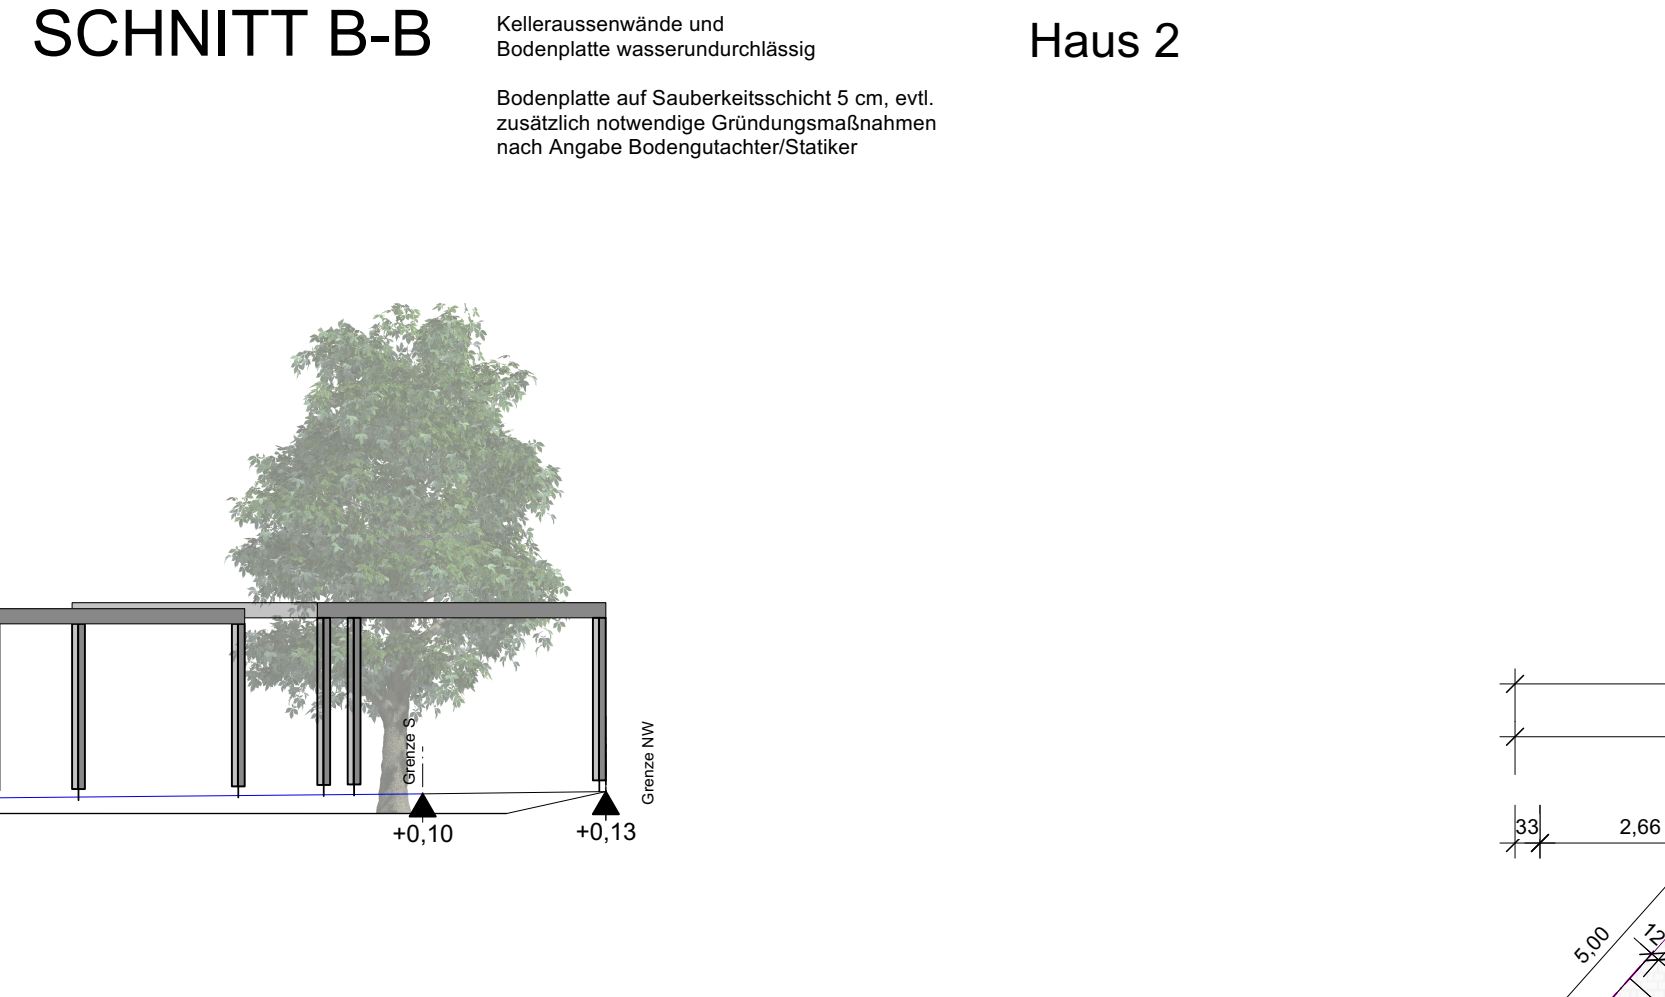 SCHNITT B-B
Kelleraussenwände und
Bodenplatte wasserundurchlässig
Bodenplatte auf Sauberkeitsschicht 5 cm, evtl.
zusätzlich notwendige Gründungsmaßnahmen
nach Angabe Bodengutachter/Statiker
Haus 2
Grenze S
Grenze NW
+0,10
+0,13
33
2,66
5,00
12